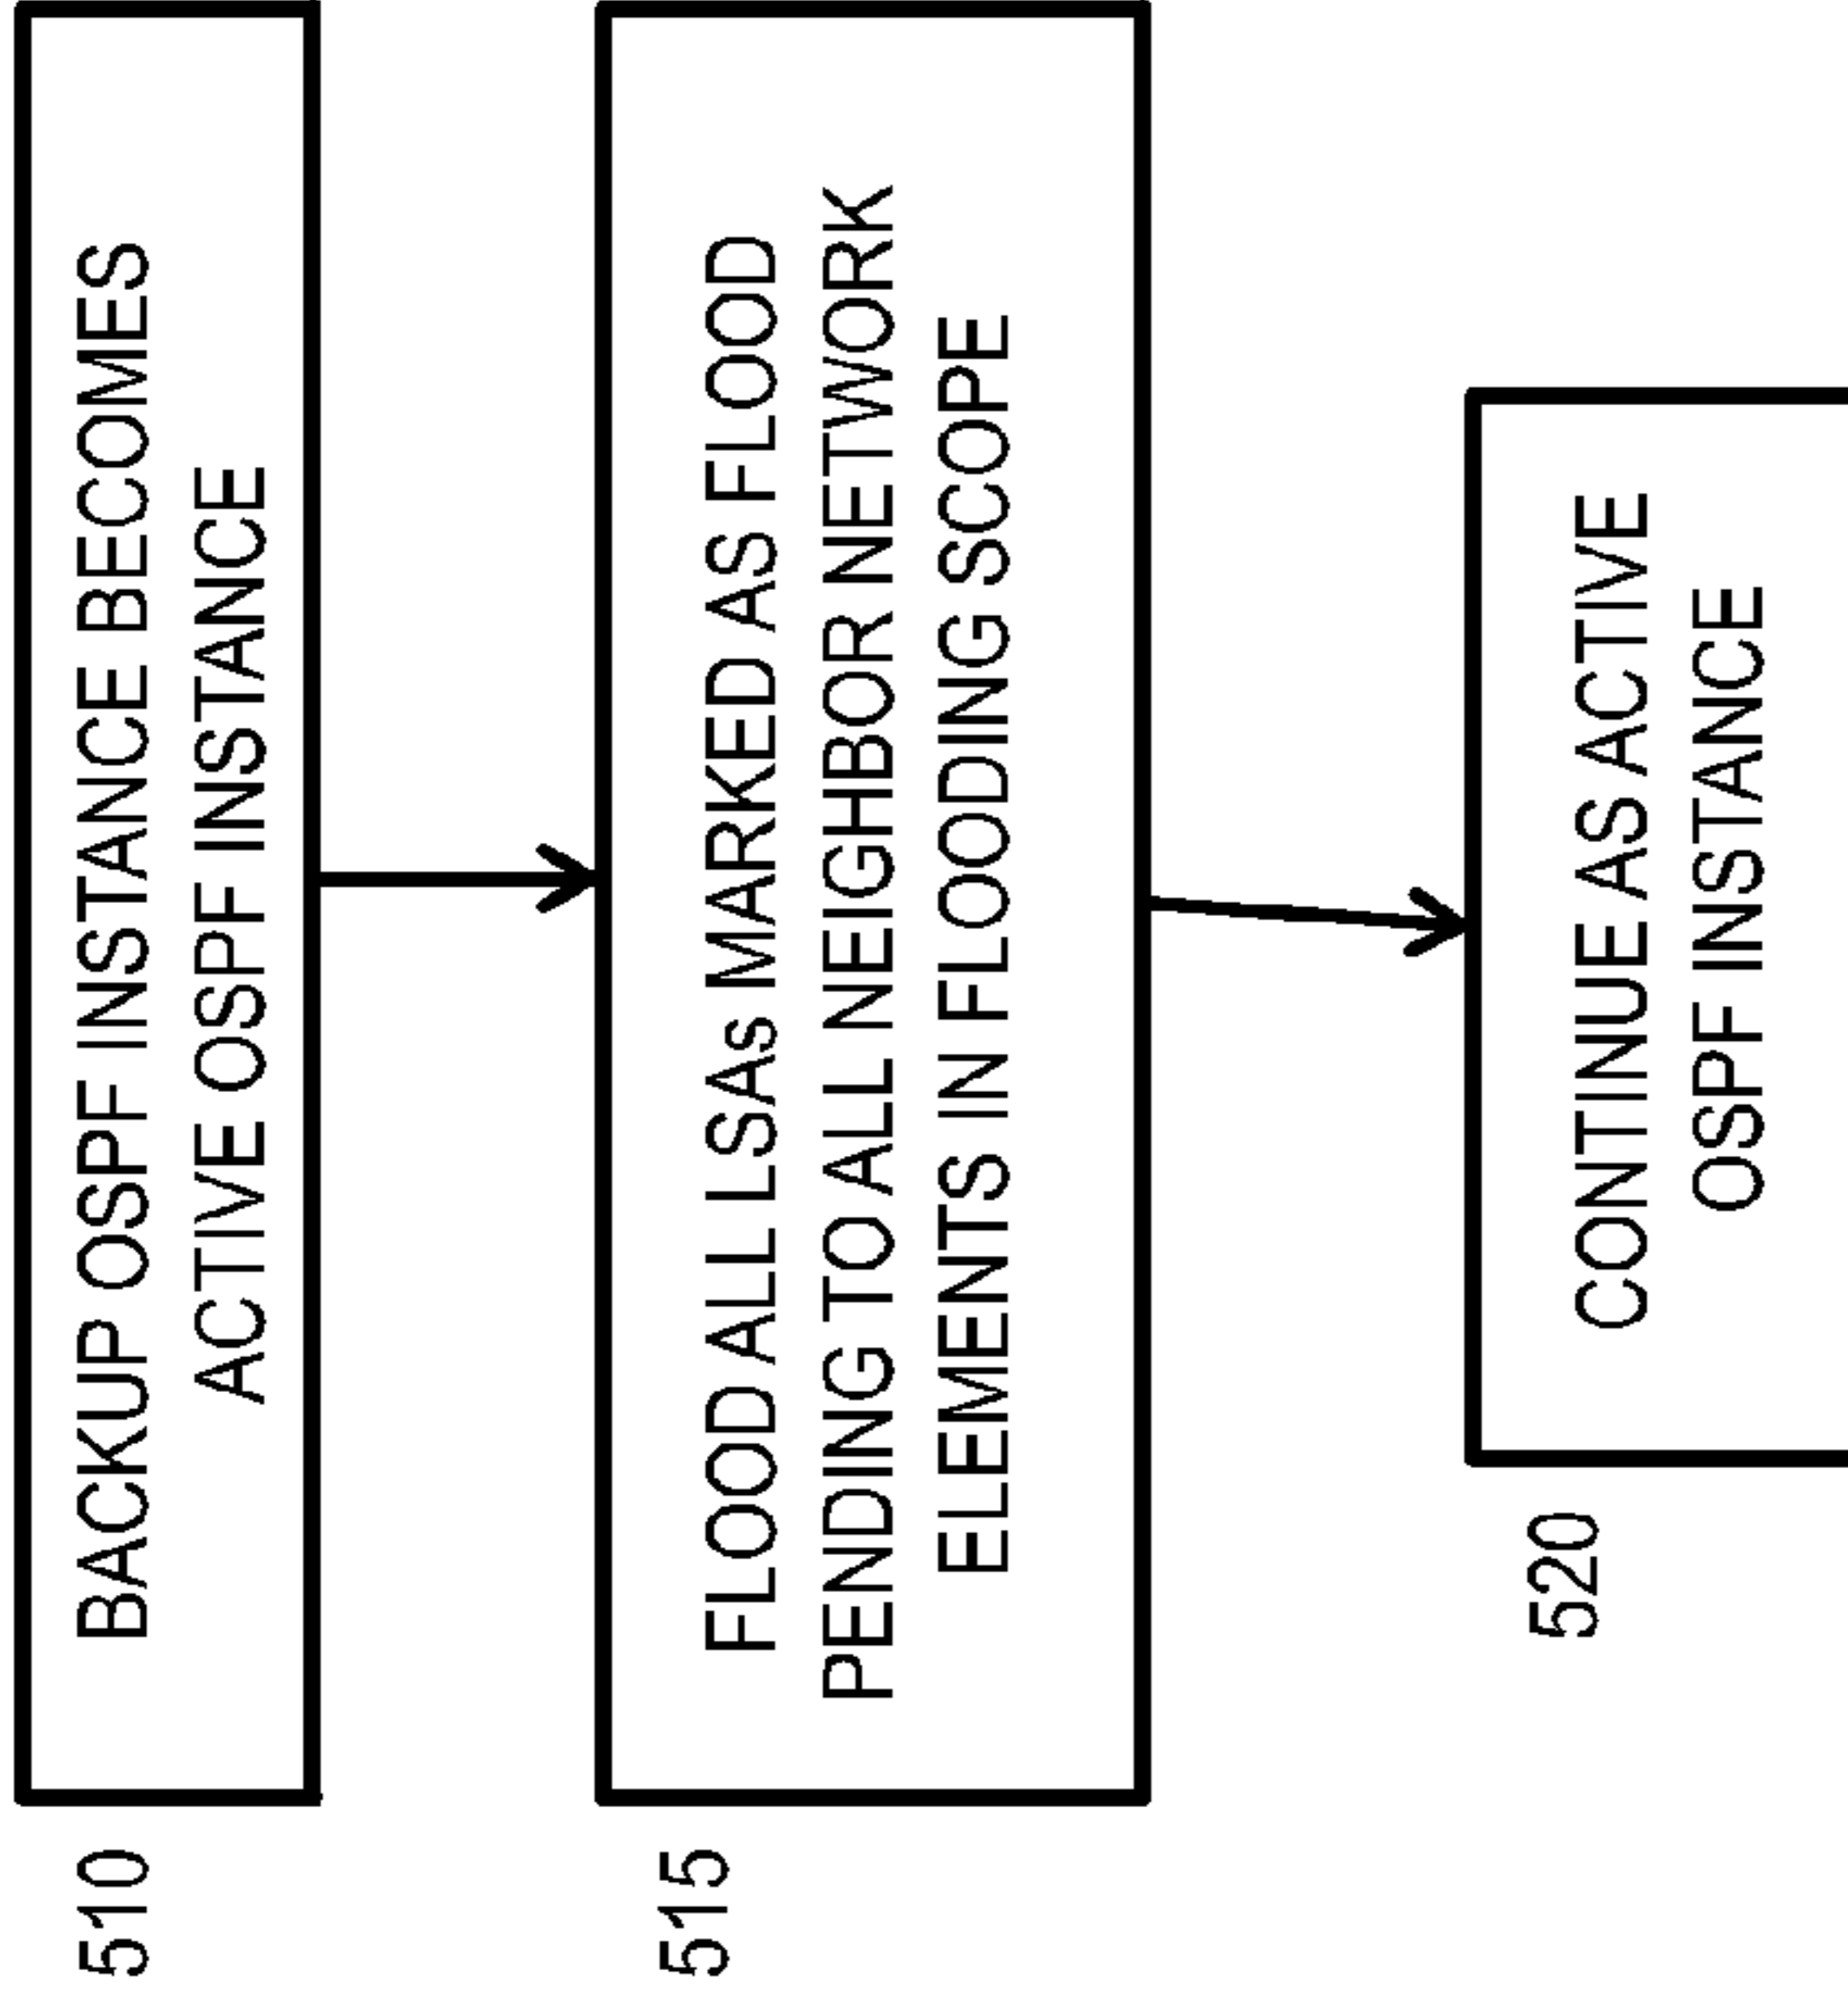 510
BACKUP OSPF INSTANCE BECOMES
ACTIVE OSPF INSTANCE
515
FLOOD ALL LSAs MARKED AS FLOOD
PENDING TO ALL NEIGHBOR NETWORK
ELEMENTS IN FLOODING SCOPE
520
CONTINUE AS ACTIVE
OSPF INSTANCE